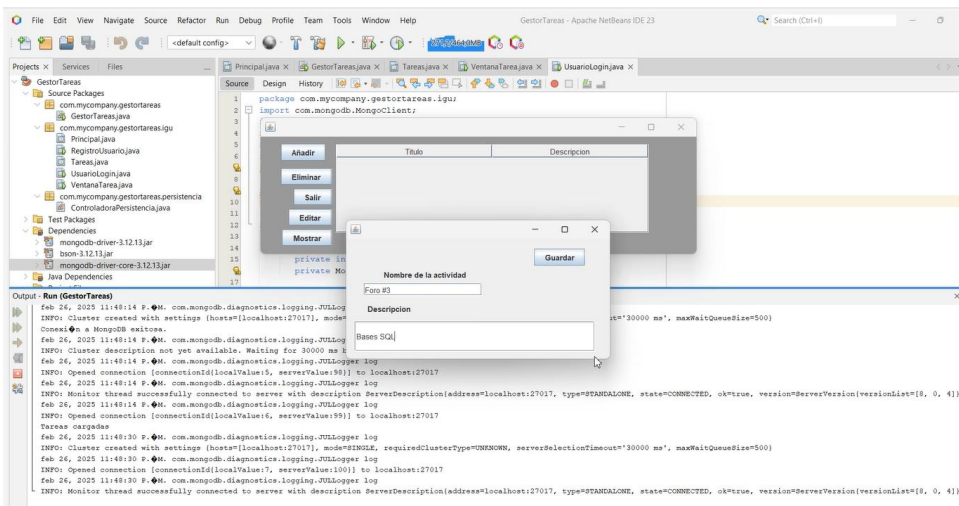 File Edit View Navigate Source Refactor Run Debug Profile Team Tools Window Help GestorTareas - Apache NetBeans IDE 23 Search (Ctrl+I)
<default config>
Projects × Services Files
Principal.java × GestorTareas.java × Tareas.java × VentanaTarea.java × UsuarioLogin.java ×
Source Design History
GestorTareas
Source Packages
com.mycompany.gestortareas
GestorTareas.java
com.mycompany.gestortareas.igu
Principal.java
RegistroUsuario.java
Tareas.java
UsuarioLogin.java
VentanaTarea.java
com.mycompany.gestortareas.persistencia
ControladoraPersistencia.java
Test Packages
Dependencies
mongodb-driver-3.12.13.jar
bson-3.12.13.jar
mongodb-driver-core-3.12.13.jar
Java Dependencies
1 package com.mycompany.gestortareas.igu;
2 import com.mongodb.MongoClient;
3
4
5
6
8
10
11
12
13
14
15 private in
private Mo
17
Añadir
Titulo Descripcion
Eliminar
Salir
Editar
Mostrar
Guardar
Nombre de la actividad
Foro #3
Descripcion
Bases SQL
Output - Run (GestorTareas)
feb 26, 2025 11:48:14 P.�M. com.mongodb.diagnostics.logging.JULLog
INFO: Cluster created with settings {hosts=[localhost:27017], mode= ut='30000 ms', maxWaitQueueSize=500}
Conexi�n a MongoDB exitosa.
feb 26, 2025 11:48:14 P.�M. com.mongodb.diagnostics.logging.JULLog
INFO: Cluster description not yet available. Waiting for 30000 ms b
feb 26, 2025 11:48:14 P.�M. com.mongodb.diagnostics.logging.JULLogger log
INFO: Opened connection [connectionId{localValue:5, serverValue:98}] to localhost:27017
feb 26, 2025 11:48:14 P.�M. com.mongodb.diagnostics.logging.JULLogger log
INFO: Monitor thread successfully connected to server with description ServerDescription{address=localhost:27017, type=STANDALONE, state=CONNECTED, ok=true, version=ServerVersion{versionList=[8, 0, 4]}
feb 26, 2025 11:48:14 P.�M. com.mongodb.diagnostics.logging.JULLogger log
INFO: Opened connection [connectionId{localValue:6, serverValue:99}] to localhost:27017
Tareas cargadas
feb 26, 2025 11:48:30 P.�M. com.mongodb.diagnostics.logging.JULLogger log
INFO: Cluster created with settings {hosts=[localhost:27017], mode=SINGLE, requiredClusterType=UNKNOWN, serverSelectionTimeout='30000 ms', maxWaitQueueSize=500}
feb 26, 2025 11:48:30 P.�M. com.mongodb.diagnostics.logging.JULLogger log
INFO: Opened connection [connectionId{localValue:7, serverValue:100}] to localhost:27017
feb 26, 2025 11:48:30 P.�M. com.mongodb.diagnostics.logging.JULLogger log
INFO: Monitor thread successfully connected to server with description ServerDescription{address=localhost:27017, type=STANDALONE, state=CONNECTED, ok=true, version=ServerVersion{versionList=[8, 0, 4]}